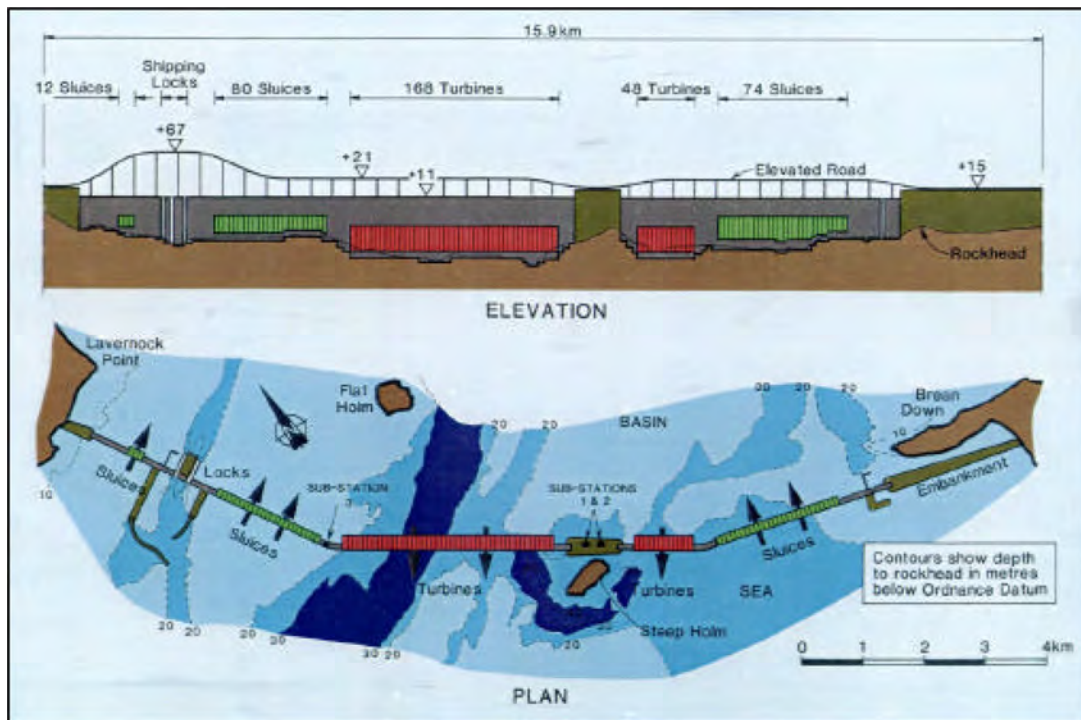 15.9km
Shipping
Locks
12 Sluices
80 Sluices
168 Turbines
48 Turbines
74 Sluices
+67
+21
+11
Elevated Road
+15
Rockhead
ELEVATION
Lavernock
Point
Flat
Holm
20
20
BASIN
30
20
20
Brean
Down
10
Sluices
Locks
SUB-STATION
3
SUB-STATIONS
1 & 2
Embankment
10
Sluices
Turbines
Turbines
Sluices
SEA
Steep Holm
Contours show depth
to rockhead in metres
below Ordnance Datum
20
20
20
20
30
20
20
0
1
2
3
4km
PLAN